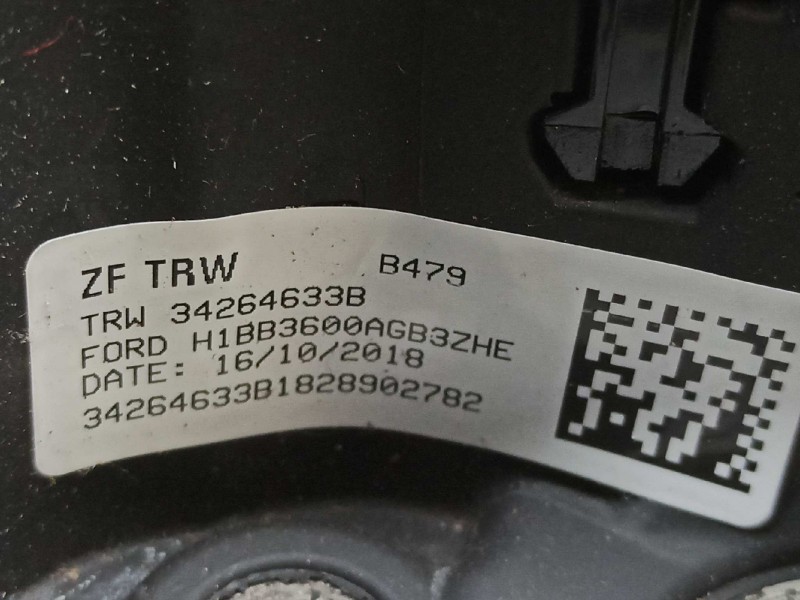 ZF TRW B479
TRW 34264633B
FORD H1BB3600AGB3ZHE
DATE: 16/10/2018
34264633B1828902782